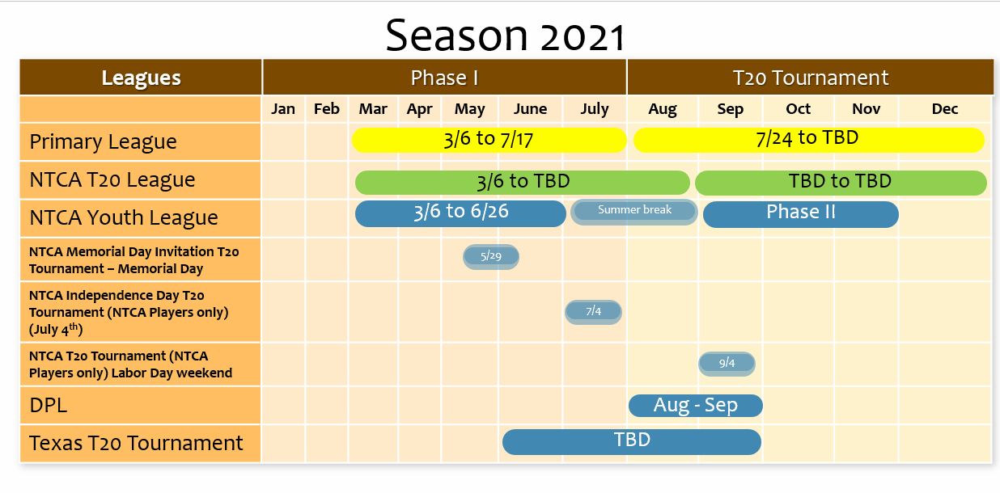 Season 2021
Leagues Phase I T20 Tournament
Jan Feb Mar Apr May June July Aug Sep Oct Nov Dec
Primary League 3/6 to 7/17 7/24 to TBD
NTCA T20 League 3/6 to TBD TBD to TBD
NTCA Youth League 3/6 to 6/26 Summer break Phase II
NTCA Memorial Day Invitation T20
Tournament – Memorial Day
5/29
NTCA Independence Day T20
Tournament (NTCA Players only)
(July 4th)
7/4
NTCA T20 Tournament (NTCA
Players only) Labor Day weekend
9/4
DPL Aug - Sep
Texas T20 Tournament TBD